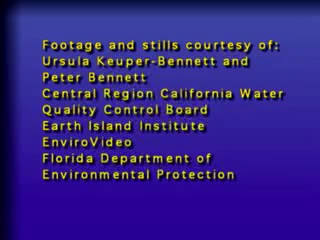 Footage and stills courtesy of:
Ursula Keuper-Bennett and
Peter Bennett
Central Region California Water
Quality Control Board
Earth Island Institute
EnviroVideo
Florida Department of
Environmental Protection